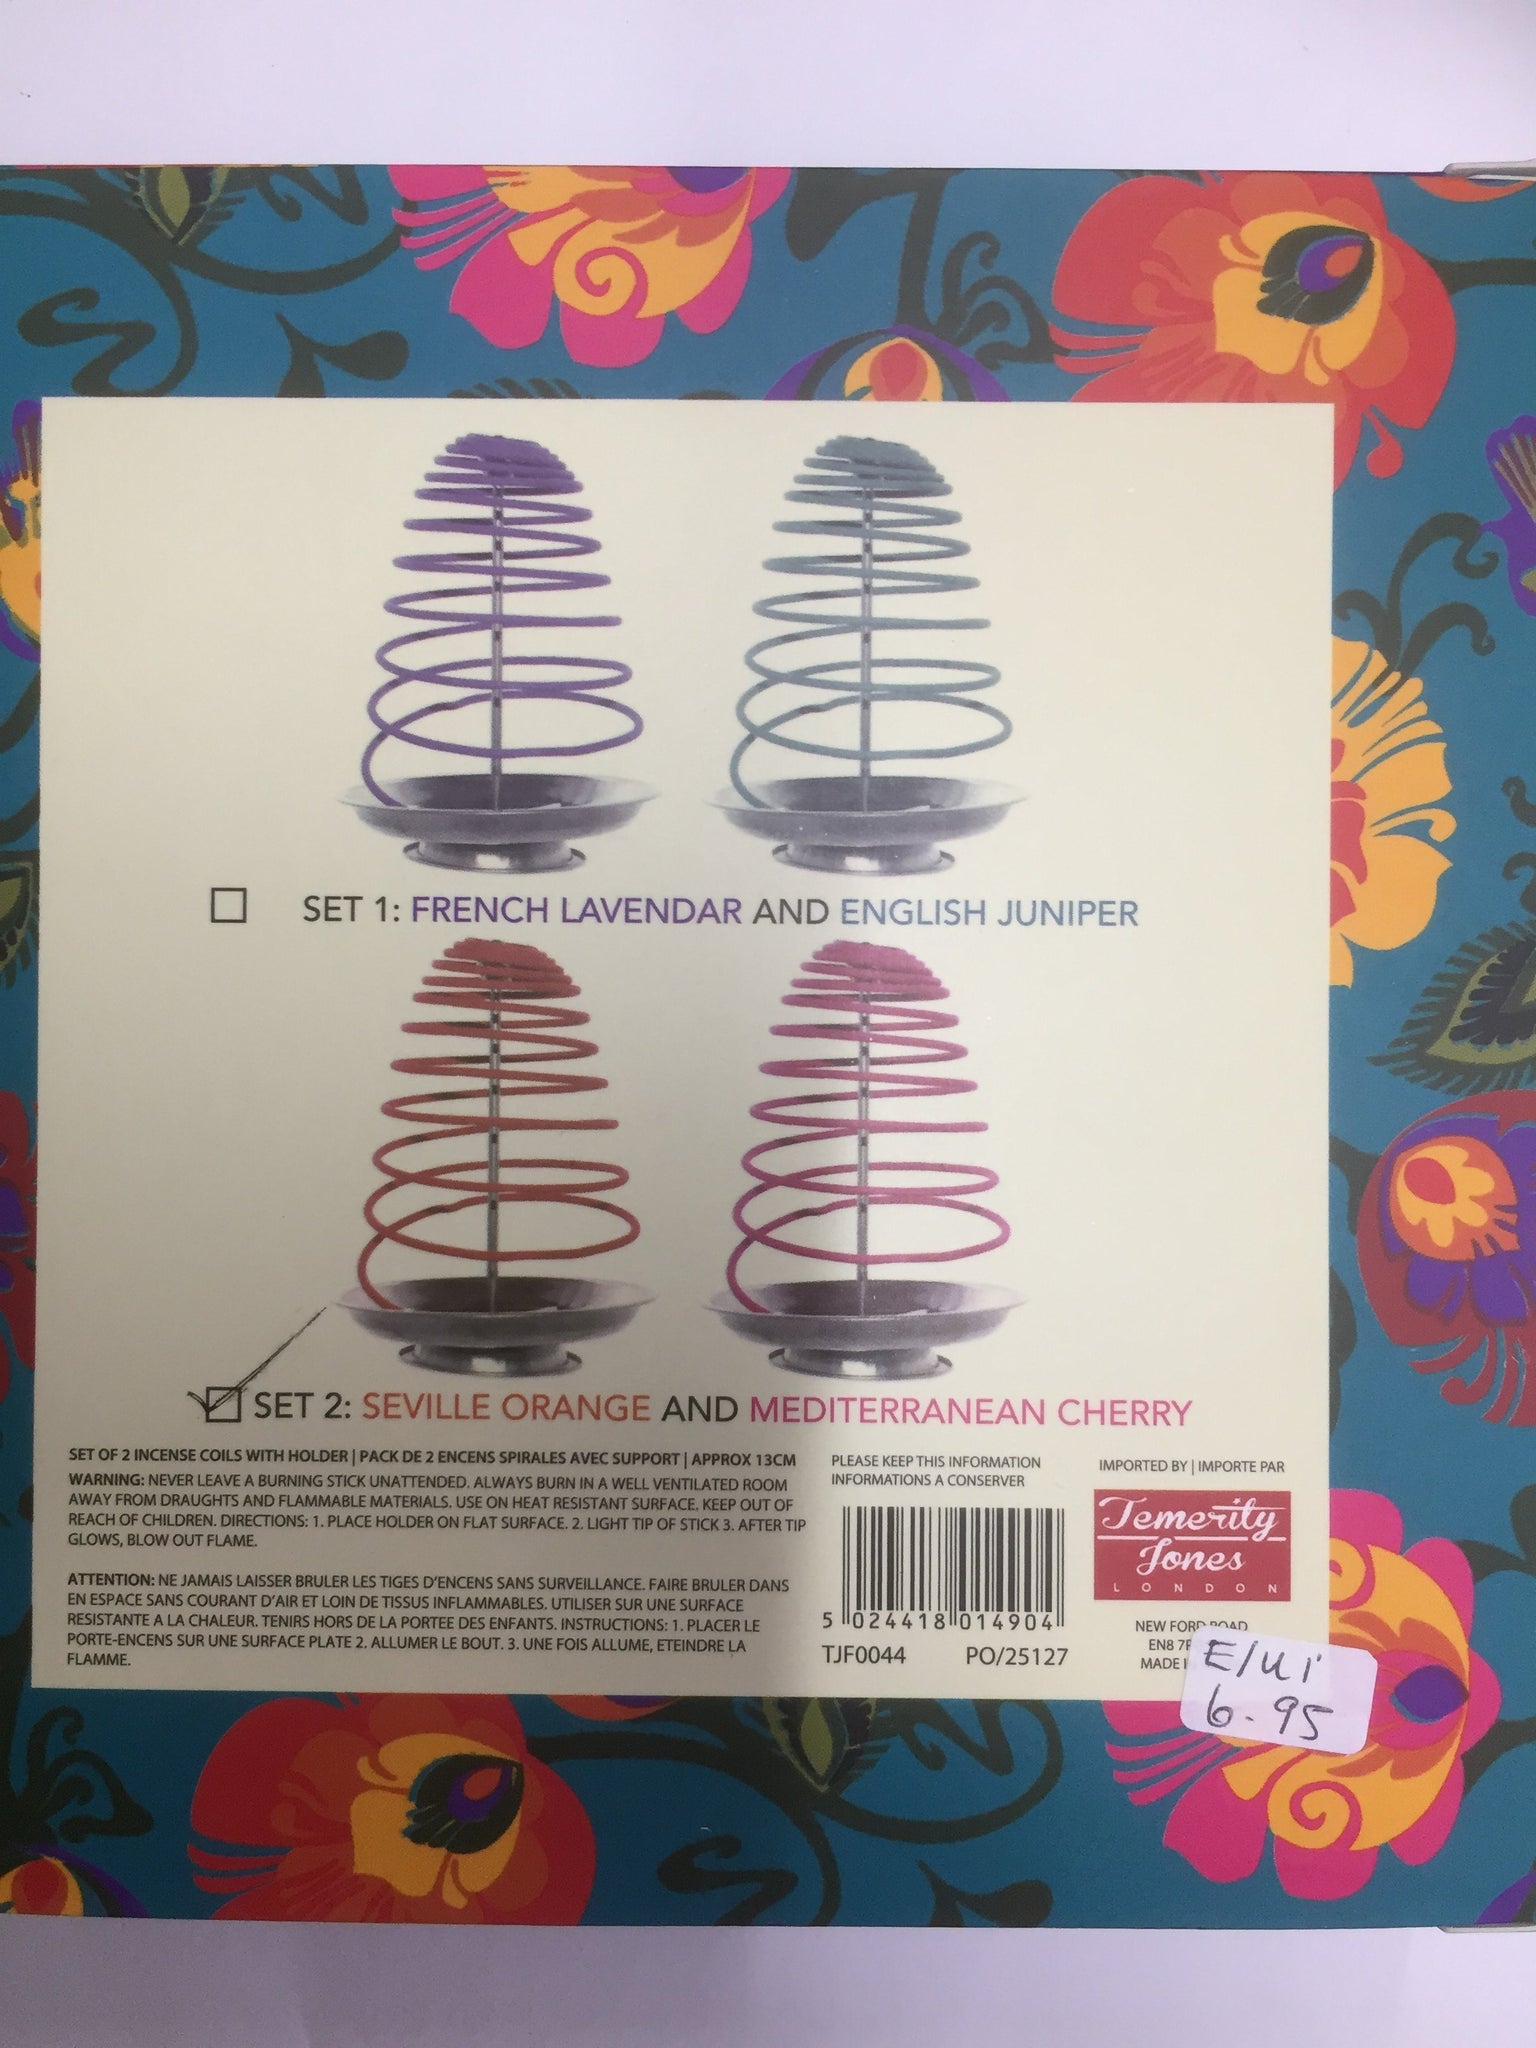 SET 1: FRENCH LAVENDAR AND ENGLISH JUNIPER
SET 2: SEVILLE ORANGE AND MEDITERRANEAN CHERRY
SET OF 2 INCENSE COILS WITH HOLDER | PACK DE 2 ENCENS SPIRALES AVEC SUPPORT | APPROX 13CM
WARNING: NEVER LEAVE A BURNING STICK UNATTENDED. ALWAYS BURN IN A WELL VENTILATED ROOM
AWAY FROM DRAUGHTS AND FLAMMABLE MATERIALS. USE ON HEAT RESISTANT SURFACE. KEEP OUT OF
REACH OF CHILDREN. DIRECTIONS: 1. PLACE HOLDER ON FLAT SURFACE. 2. LIGHT TIP OF STICK 3. AFTER TIP
GLOWS, BLOW OUT FLAME.
ATTENTION: NE JAMAIS LAISSER BRULER LES TIGES D'ENCENS SANS SURVEILLANCE. FAIRE BRULER DANS
EN ESPACE SANS COURANT D'AIR ET LOIN DE TISSUS INFLAMMABLES. UTILISER SUR UNE SURFACE
RESISTANTE A LA CHALEUR. TENIRS HORS DE LA PORTEE DES ENFANTS. INSTRUCTIONS: 1. PLACER LE
PORTE-ENCENS SUR UNE SURFACE PLATE 2. ALLUMER LE BOUT. 3. UNE FOIS ALLUME, ETEINDRE LA
FLAMME.
PLEASE KEEP THIS INFORMATION
INFORMATIONS A CONSERVER
5 024418 014904
TJF0044 PO/25127
IMPORTED BY | IMPORTE PAR
Temerity
Jones
LONDON
NEW FORD ROAD
EN8
MADE
6.95